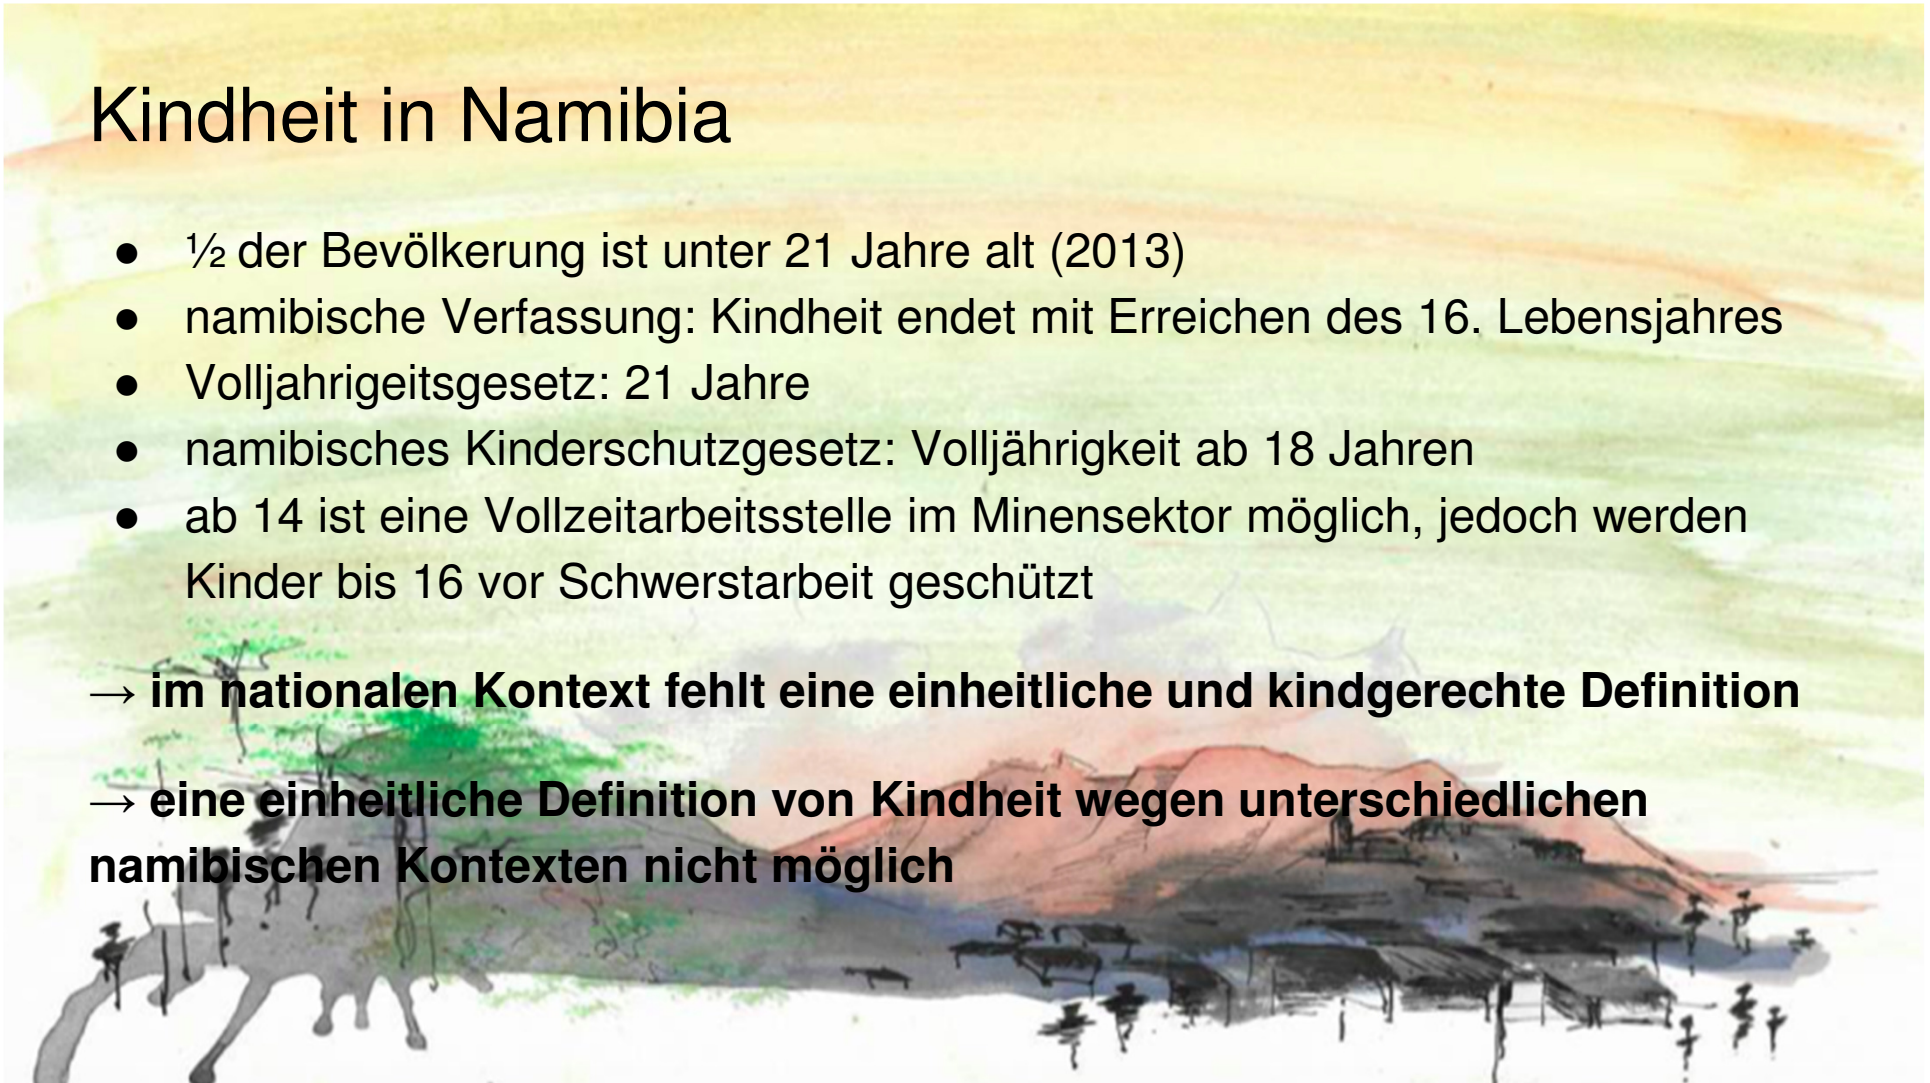 Kindheit in Namibia
● ½ der Bevölkerung ist unter 21 Jahre alt (2013)
● namibische Verfassung: Kindheit endet mit Erreichen des 16. Lebensjahres
● Volljahrigeitsgesetz: 21 Jahre
● namibisches Kinderschutzgesetz: Volljährigkeit ab 18 Jahren
● ab 14 ist eine Vollzeitarbeitsstelle im Minensektor möglich, jedoch werden
Kinder bis 16 vor Schwerstarbeit geschützt
→ im nationalen Kontext fehlt eine einheitliche und kindgerechte Definition
→ eine einheitliche Definition von Kindheit wegen unterschiedlichen
namibischen Kontexten nicht möglich